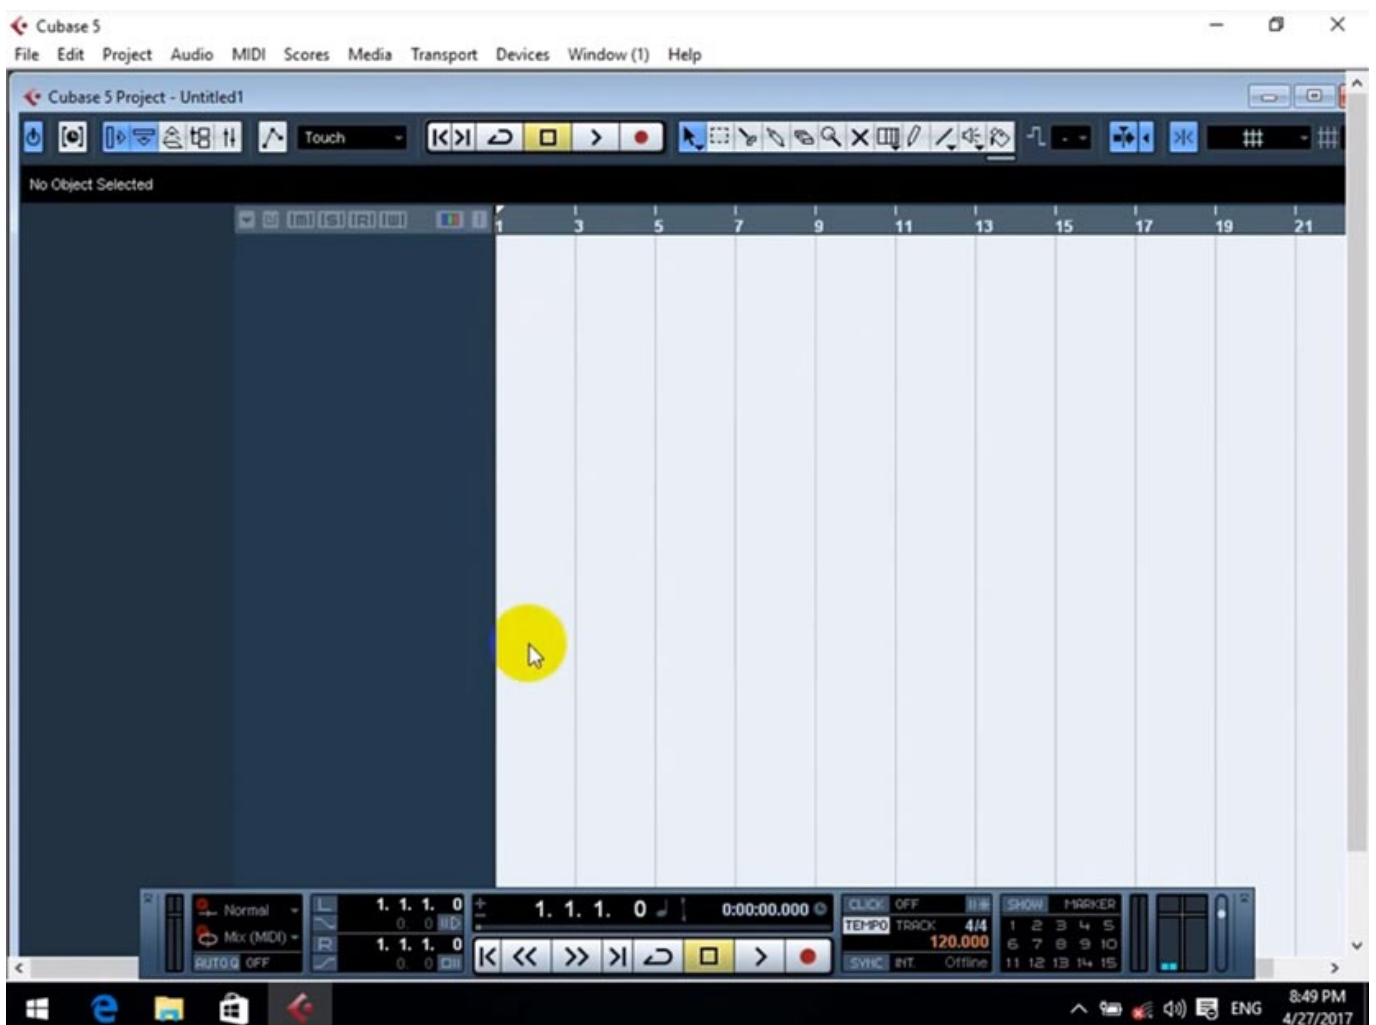 Cubase 5
File Edit Project Audio MIDI Scores Media Transport Devices Window (1) Help
Cubase 5 Project - Untitled1
Touch
No Object Selected
[m] [S] [R] [W]
1 3 5 7 9 11 13 15 17 19 21
Normal
Mix (MIDI)
AUTO Q OFF
L 1. 1. 1. 0
0. 0
R 1. 1. 1. 0
0. 0
1. 1. 1. 0 0:00:00.000
CLICK OFF
TEMPO TRACK 4/4
120.000
SYNC INT. Offline
SHOW MARKER
1 2 3 4 5
6 7 8 9 10
11 12 13 14 15
ENG
8:49 PM
4/27/2017